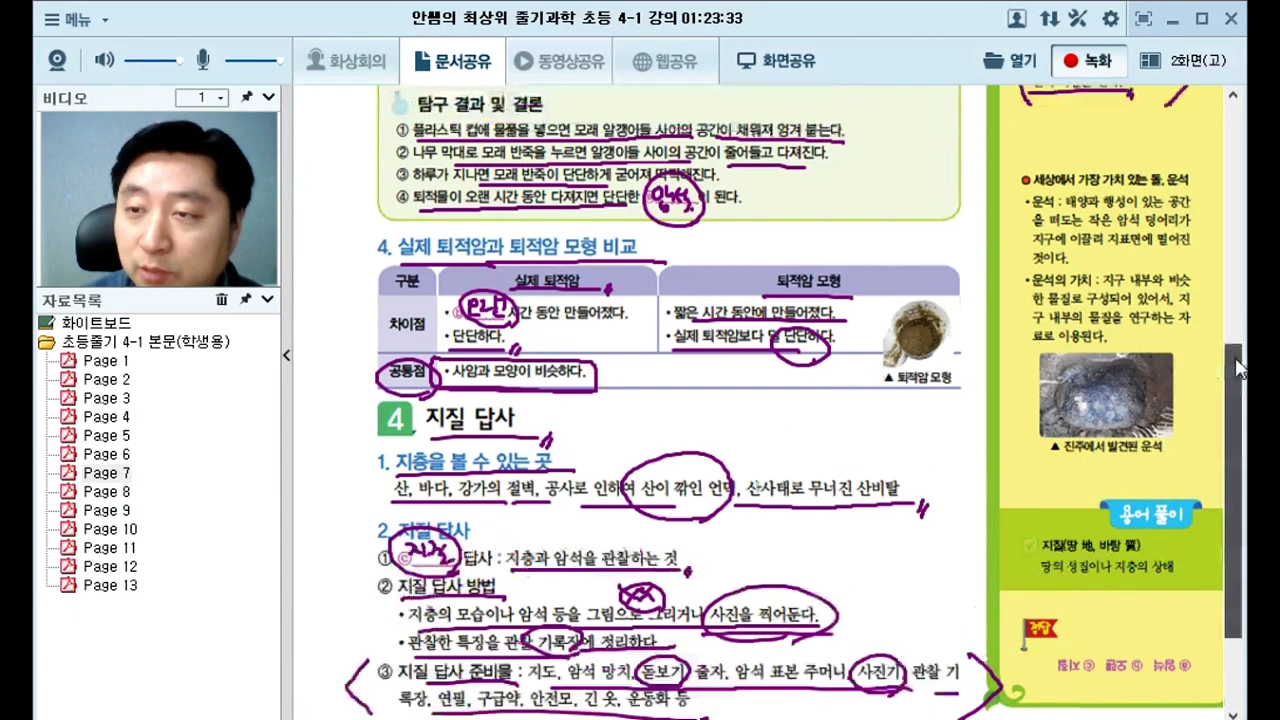 메뉴
안쌤의 최상위 줄기과학 초등 4-1 강의 01:23:33
화상회의
문서공유
동영상공유
웹공유
화면공유
열기
녹화
2화면(고)
비디오
1
자료목록
화이트보드
초등줄기 4-1 본문(학생용)
Page 1
Page 2
Page 3
Page 4
Page 5
Page 6
Page 7
Page 8
Page 9
Page 10
Page 11
Page 12
Page 13
탐구 결과 및 결론
① 플라스틱 컵에 물풀을 넣으면 모래 알갱이들 사이의 공간이 채워져 엉겨 붙는다.
② 나무 막대로 모래 반죽을 누르면 알갱이들 사이의 공간이 줄어들고 다져진다.
③ 하루가 지나면 모래 반죽이 단단하게 굳어져 딱딱해진다.
④ 퇴적물이 오랜 시간 동안 다져지면 단단한 암석이 된다.
4. 실제 퇴적암과 퇴적암 모형 비교
구분 실제 퇴적암 퇴적암 모형
차이점
• 오랜 시간 동안 만들어졌다.
• 단단하다.
• 짧은 시간 동안에 만들어졌다.
• 실제 퇴적암보다 덜 단단하다.
▲ 퇴적암 모형
공통점 • 사암과 모양이 비슷하다.
4 지질 답사
1. 지층을 볼 수 있는 곳
산, 바다, 강가의 절벽, 공사로 인하여 산이 깎인 언덕, 산사태로 무너진 산비탈
2. 지질 답사
① ⓒ 지질 답사 : 지층과 암석을 관찰하는 것
② 지질 답사 방법
• 지층의 모습이나 암석 등을 그림으로 그리거나 사진을 찍어둔다.
• 관찰한 특징을 관찰 기록장에 정리한다.
③ 지질 답사 준비물 : 지도, 암석 망치, 돋보기, 줄자, 암석 표본 주머니, 사진기, 관찰 기
록장, 연필, 구급약, 안전모, 긴 옷, 운동화 등
세상에서 가장 가치 있는 돌, 운석
• 운석 : 태양과 행성이 있는 공간
을 떠도는 작은 암석 덩어리가
지구에 이끌려 지표면에 떨어진
것이다.
• 운석의 가치 : 지구 내부와 비슷
한 물질로 구성되어 있어서, 지
구 내부의 물질을 연구하는 자
료로 이용된다.
▲ 진주에서 발견된 운석
용어 풀이
지질(땅 地, 바탕 質)
땅의 성질이나 지층의 상태
정답
ⓐ 암석 ⓑ 오랜 ⓒ 지질